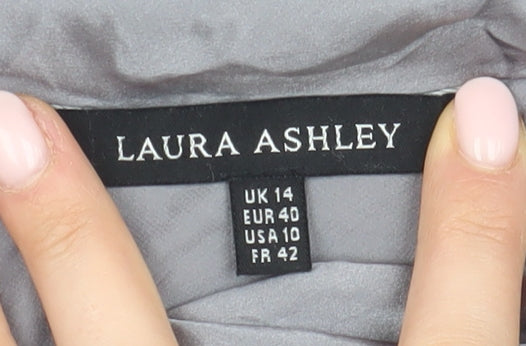 LAURA ASHLEY
UK 14
EUR 40
USA 10
FR 42